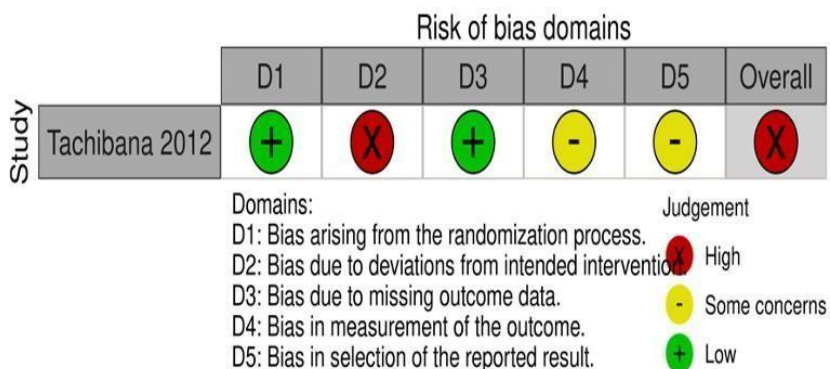 Risk of bias domains
D1 D2 D3 D4 D5 Overall
Study
Tachibana 2012 + X + - - X
Domains:
D1: Bias arising from the randomization process.
D2: Bias due to deviations from intended intervention.
D3: Bias due to missing outcome data.
D4: Bias in measurement of the outcome.
D5: Bias in selection of the reported result.
Judgement
X High
- Some concerns
+ Low